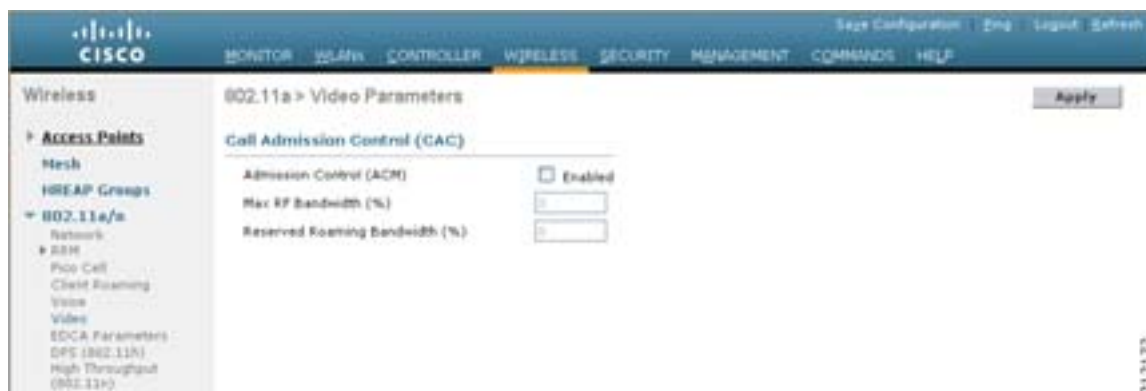 Save Configuration Ping Logout Refresh
CISCO
MONITOR WLANs CONTROLLER WIRELESS SECURITY MANAGEMENT COMMANDS HELP
Wireless
Access Points
Mesh
HREAP Groups
802.11a/n
Network
RRM
Pico Cell
Client Roaming
Voice
Video
EDCA Parameters
DFS (802.11h)
High Throughput
(802.11n)
802.11a > Video Parameters
Apply
Call Admission Control (CAC)
Admission Control (ACM)
Enabled
Max RF Bandwidth (%)
Reserved Roaming Bandwidth (%)